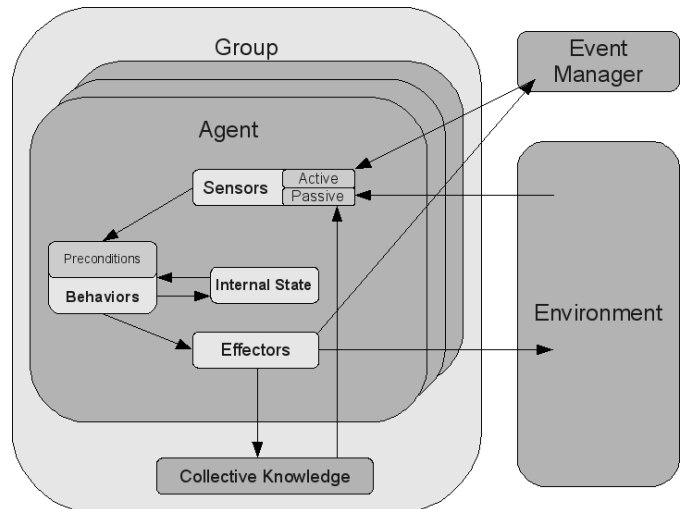 Group
Event
Manager
Agent
Sensors
Active
Passive
Preconditions
Behaviors
Internal State
Environment
Effectors
Collective Knowledge